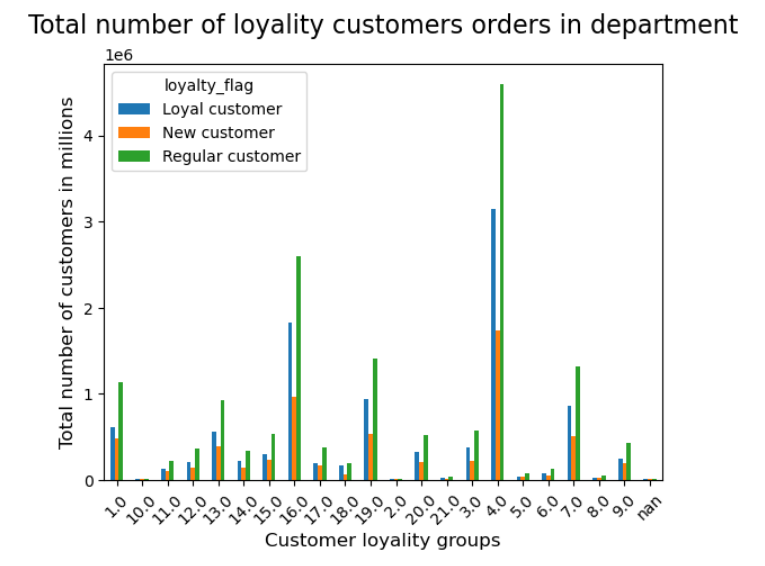 Total number of loyality customers orders in department
1e6
loyalty_flag
Loyal customer
New customer
Regular customer
Total number of customers in millions
4
3
2
1
0
1.0 10.0 11.0 12.0 13.0 14.0 15.0 16.0 17.0 18.0 19.0 2.0 20.0 21.0 3.0 4.0 5.0 6.0 7.0 8.0 9.0 nan
Customer loyality groups